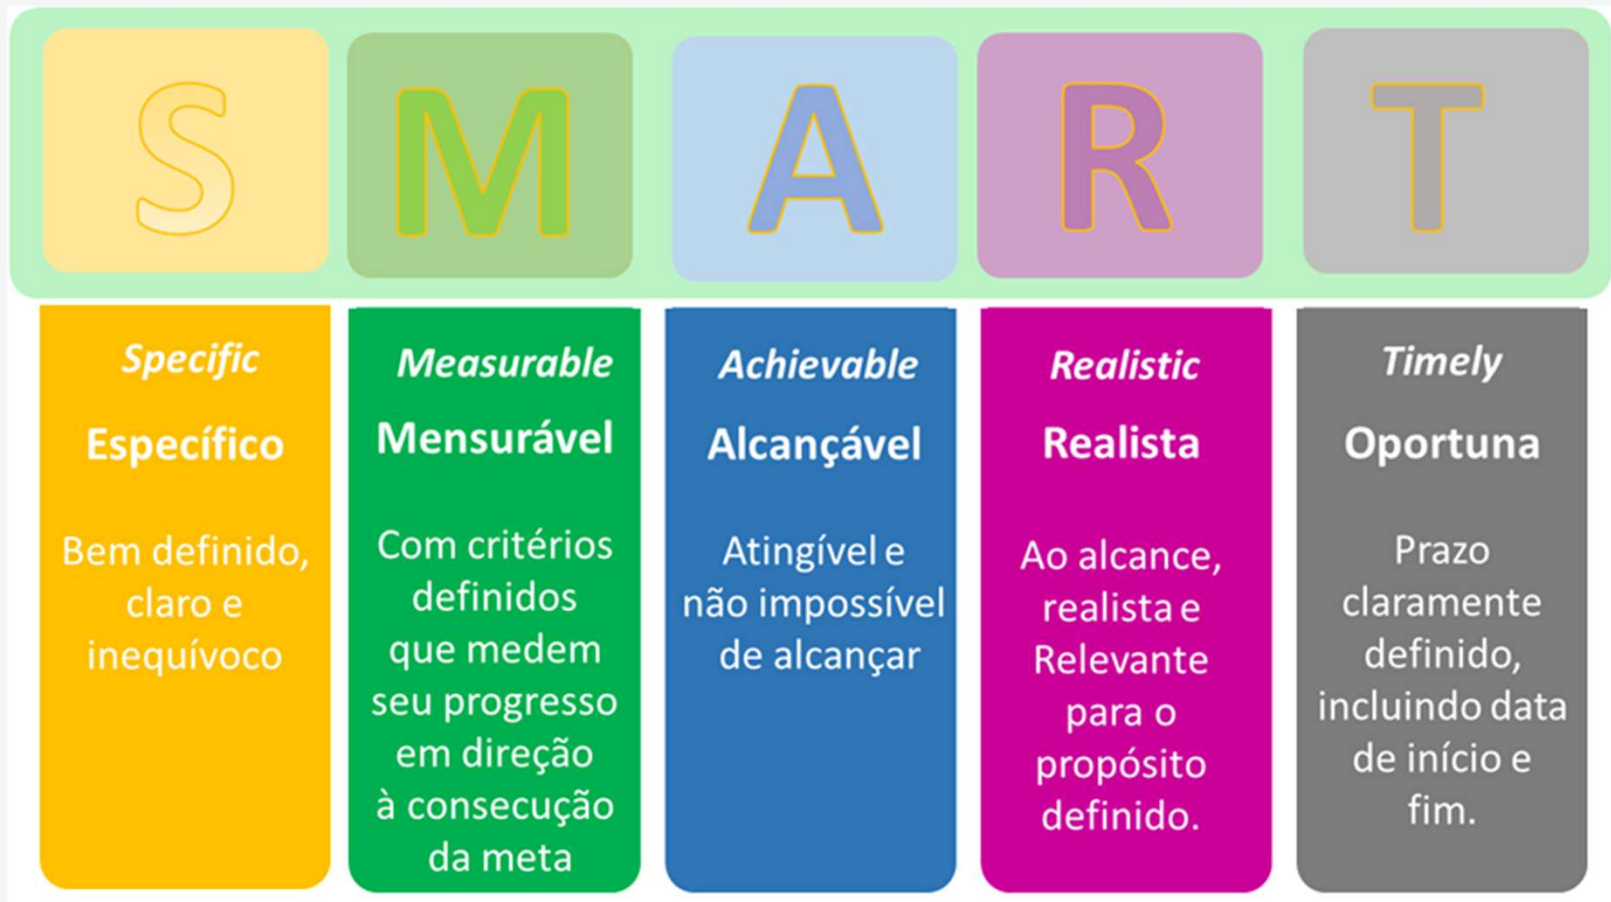 S
M
A
R
T
Specific
Específico
Bem definido,
claro e
inequívoco
Measurable
Mensurável
Com critérios
definidos
que medem
seu progresso
em direção
à consecução
da meta
Achievable
Alcançável
Atingível e
não impossível
de alcançar
Realistic
Realista
Ao alcance,
realista e
Relevante
para o
propósito
definido.
Timely
Oportuna
Prazo
claramente
definido,
incluindo data
de início e
fim.